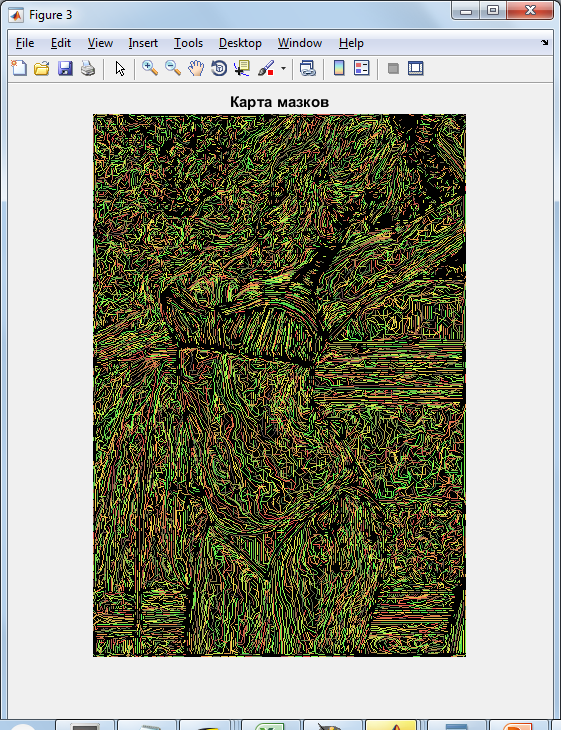 Figure 3
File Edit View Insert Tools Desktop Window Help
Карта мазков